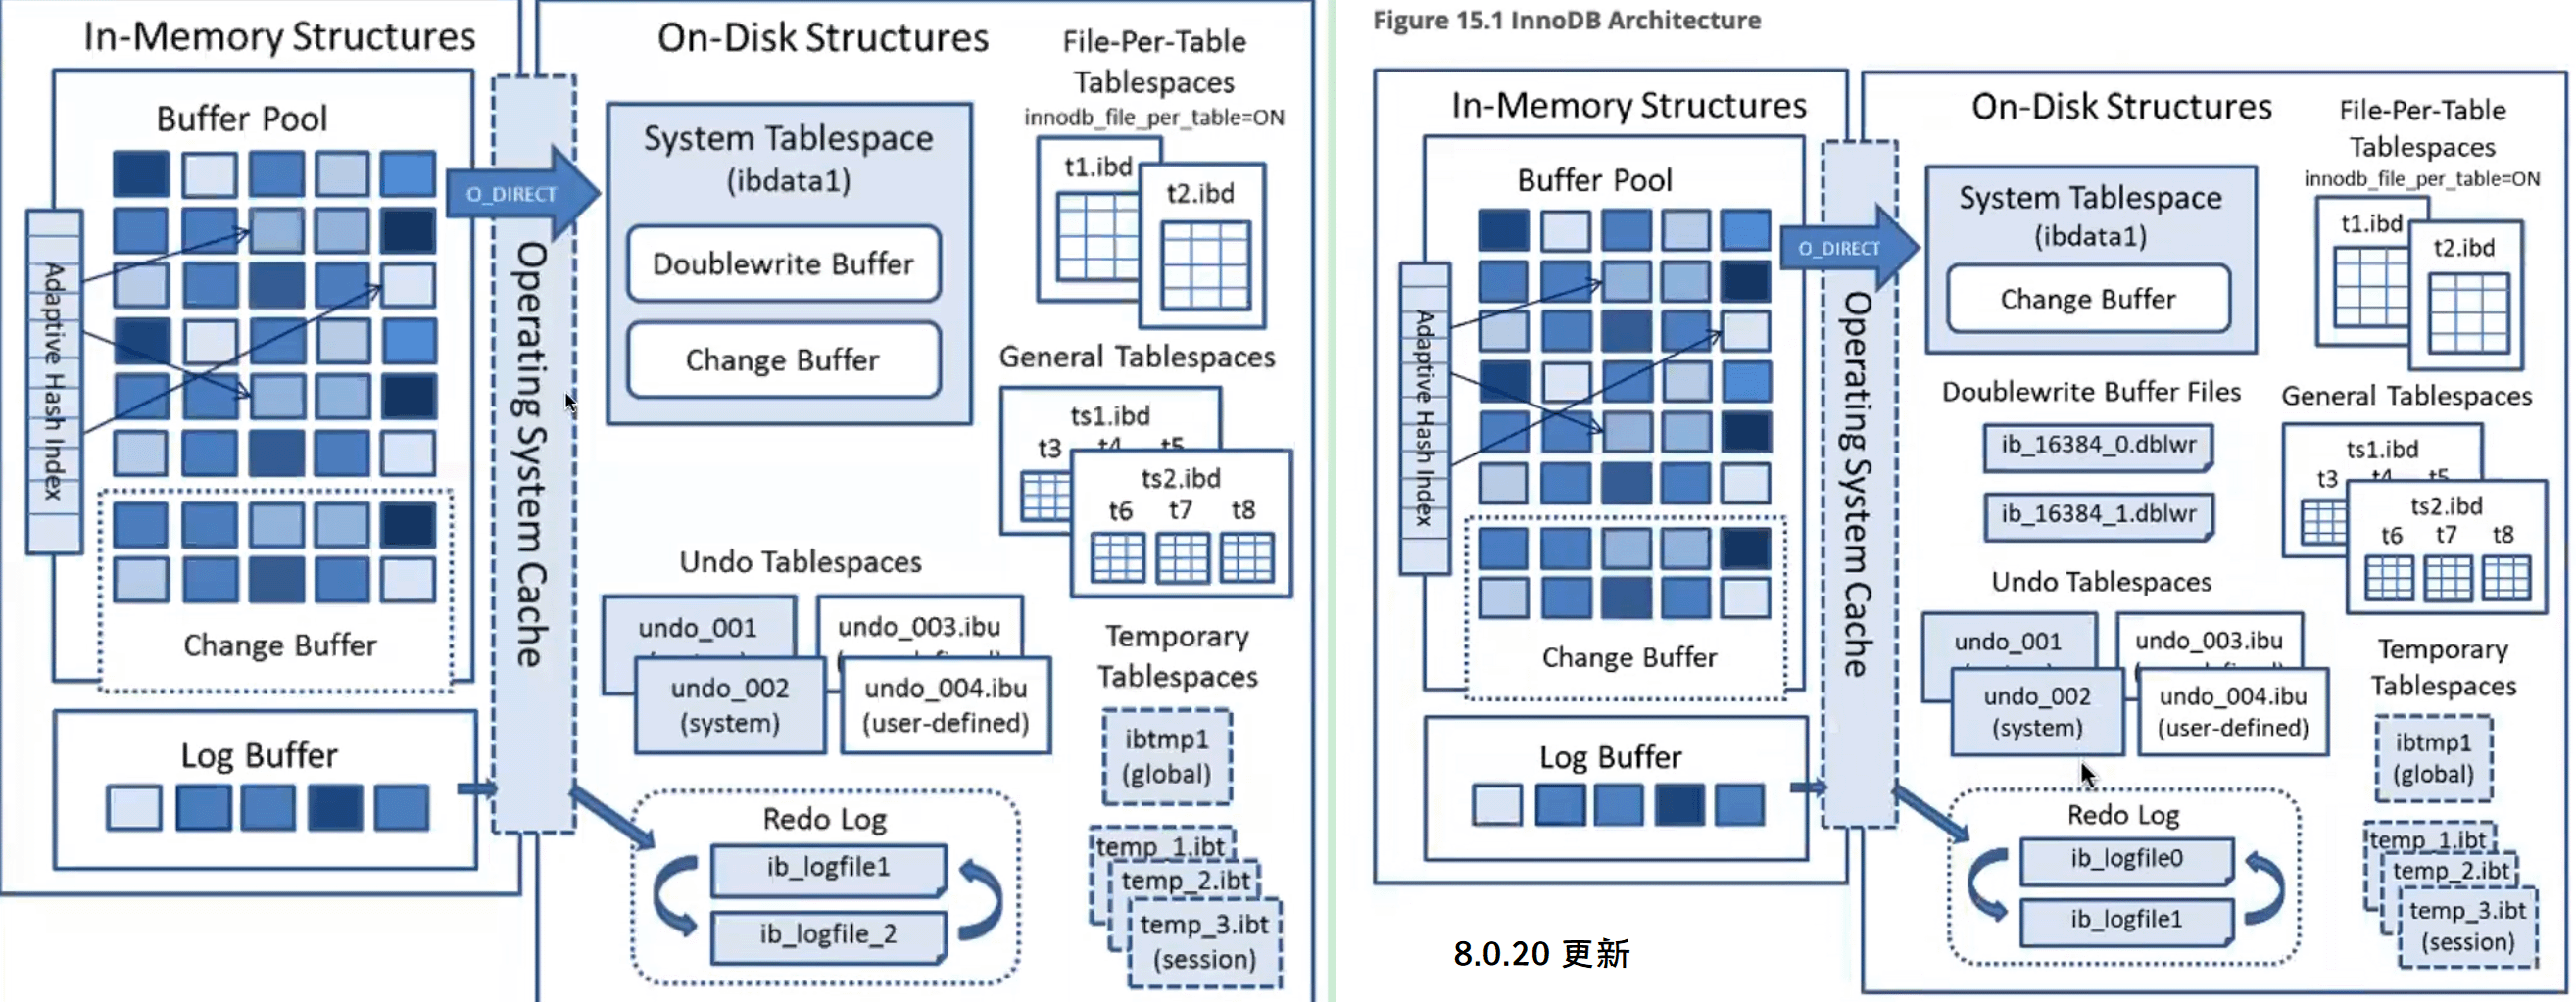 In-Memory Structures
Buffer Pool
Adaptive Hash Index
Change Buffer
Log Buffer
O_DIRECT
Operating System Cache
On-Disk Structures
System Tablespace
(ibdata1)
Doublewrite Buffer
Change Buffer
File-Per-Table
Tablespaces
innodb_file_per_table=ON
t1.ibd
t2.ibd
General Tablespaces
ts1.ibd
t3 t4 t5
ts2.ibd
t6 t7 t8
Undo Tablespaces
undo_001
undo_002
(system)
undo_003.ibu
undo_004.ibu
(user-defined)
Temporary
Tablespaces
ibtmp1
(global)
temp_1.ibt
temp_2.ibt
temp_3.ibt
(session)
Redo Log
ib_logfile1
ib_logfile_2
Figure 15.1 InnoDB Architecture
In-Memory Structures
Buffer Pool
Adaptive Hash Index
Change Buffer
Log Buffer
O_DIRECT
Operating System Cache
On-Disk Structures
System Tablespace
(ibdata1)
Change Buffer
Doublewrite Buffer Files
ib_16384_0.dblwr
ib_16384_1.dblwr
File-Per-Table
Tablespaces
innodb_file_per_table=ON
t1.ibd
t2.ibd
General Tablespaces
ts1.ibd
t3 t4 t5
ts2.ibd
t6 t7 t8
Undo Tablespaces
undo_001
undo_002
(system)
undo_003.ibu
undo_004.ibu
(user-defined)
Temporary
Tablespaces
ibtmp1
(global)
temp_1.ibt
temp_2.ibt
temp_3.ibt
(session)
Redo Log
ib_logfile0
ib_logfile1
8.0.20 更新